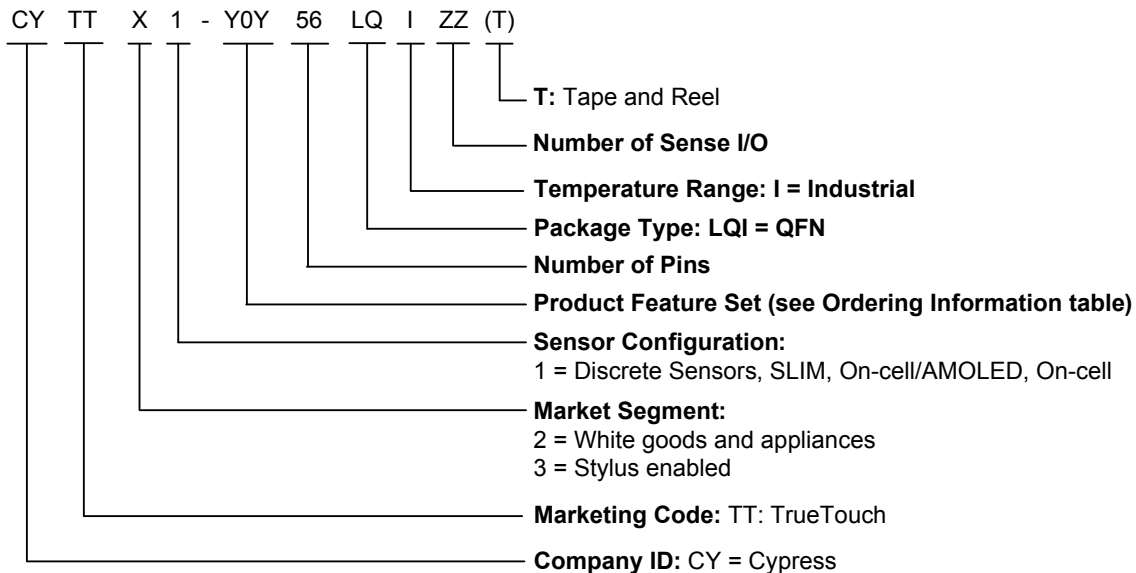 CY TT X 1 - Y0Y 56 LQ I ZZ (T)
T: Tape and Reel
Number of Sense I/O
Temperature Range: I = Industrial
Package Type: LQI = QFN
Number of Pins
Product Feature Set (see Ordering Information table)
Sensor Configuration:
1 = Discrete Sensors, SLIM, On-cell/AMOLED, On-cell
Market Segment:
2 = White goods and appliances
3 = Stylus enabled
Marketing Code: TT: TrueTouch
Company ID: CY = Cypress